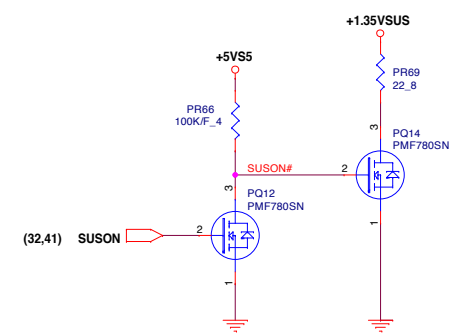 +1.35VSUS
+5VS5
PR69
22_8
PR66
100K/F_4
3
PQ14
PMF780SN
SUSON#
2
3
PQ12
PMF780SN
1
(32,41) SUSON
2
1